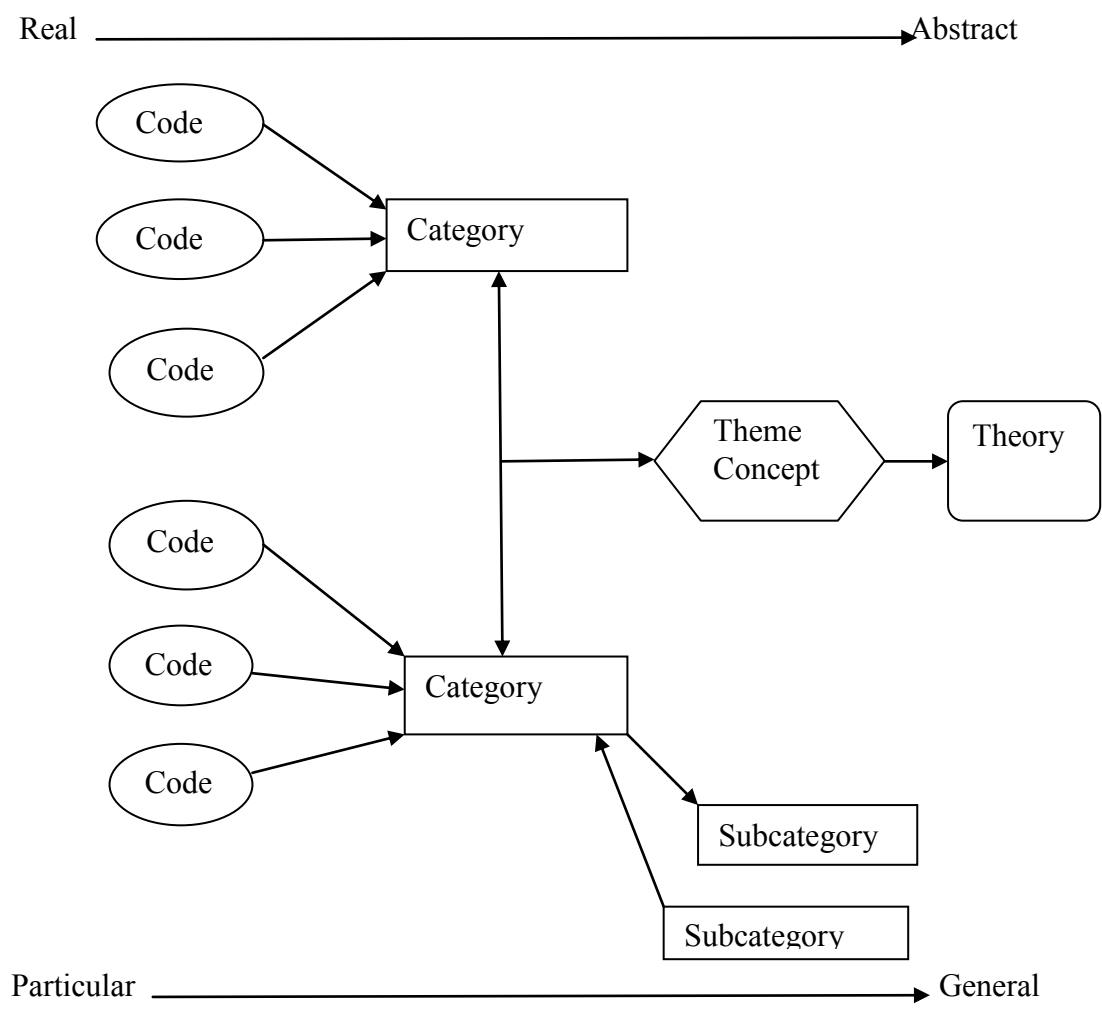 Real
Abstract
Code
Code
Category
Code
Theme
Concept
Theory
Code
Code
Category
Code
Subcategory
Subcategory
Particular
General